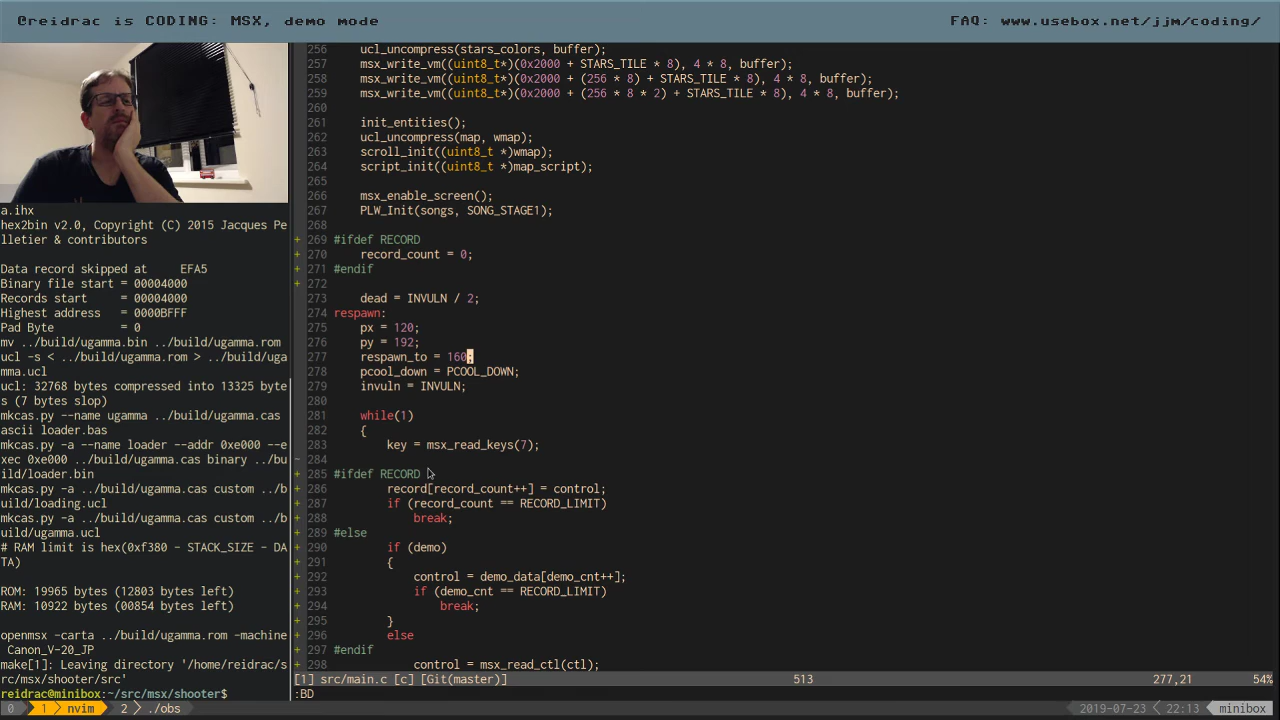 @reidrac is CODING: MSX, demo mode
FAQ: www.usebox.net/jjm/coding/
a.ihx
hex2bin v2.0, Copyright (C) 2015 Jacques Pe
lletier & contributors
Data record skipped at     EFA5
Binary file start = 00004000
Records start     = 00004000
Highest address   = 0000BFFF
Pad Byte          = 0
mv ../build/ugamma.bin ../build/ugamma.rom
ucl -s < ../build/ugamma.rom > ../build/uga
mma.ucl
ucl: 32768 bytes compressed into 13325 byte
s (7 bytes slop)
mkcas.py --name ugamma ../build/ugamma.cas
ascii loader.bas
mkcas.py -a --name loader --addr 0xe000 --e
xec 0xe000 ../build/ugamma.cas binary ../bu
ild/loader.bin
mkcas.py -a ../build/ugamma.cas custom ../b
uild/loading.ucl
mkcas.py -a ../build/ugamma.cas custom ../b
uild/ugamma.ucl
# RAM limit is hex(0xf380 - STACK_SIZE - DA
TA)
ROM: 19965 bytes (12803 bytes left)
RAM: 10922 bytes (00854 bytes left)
openmsx -carta ../build/ugamma.rom -machine
 Canon_V-20_JP
make[1]: Leaving directory '/home/reidrac/s
rc/msx/shooter/src'
reidrac@minibox:~/src/msx/shooter$
256     ucl_uncompress(stars_colors, buffer);
257     msx_write_vm((uint8_t*)(0x2000 + STARS_TILE * 8), 4 * 8, buffer);
258     msx_write_vm((uint8_t*)(0x2000 + (256 * 8) + STARS_TILE * 8), 4 * 8, buffer);
259     msx_write_vm((uint8_t*)(0x2000 + (256 * 8 * 2) + STARS_TILE * 8), 4 * 8, buffer);
260
261     init_entities();
262     ucl_uncompress(map, wmap);
263     scroll_init((uint8_t *)wmap);
264     script_init((uint8_t *)map_script);
265
266     msx_enable_screen();
267     PLW_Init(songs, SONG_STAGE1);
268
+ 269 #ifdef RECORD
+ 270     record_count = 0;
+ 271 #endif
+ 272
273     dead = INVULN / 2;
274 respawn:
275     px = 120;
276     py = 192;
277     respawn_to = 160;
278     pcool_down = PCOOL_DOWN;
279     invuln = INVULN;
280
281     while(1)
282     {
283         key = msx_read_keys(7);
- 284
+ 285 #ifdef RECORD
+ 286         record[record_count++] = control;
+ 287         if (record_count == RECORD_LIMIT)
+ 288             break;
+ 289 #else
+ 290         if (demo)
+ 291         {
+ 292             control = demo_data[demo_cnt++];
+ 293             if (demo_cnt == RECORD_LIMIT)
+ 294                 break;
+ 295         }
+ 296         else
+ 297 #endif
+ 298             control = msx_read_ctl(ctl);
[1] src/main.c [c] [Git(master)] 513 277,21 54%
:BD
0 1 nvim 2 ./obs 2019-07-23 22:13 minibox